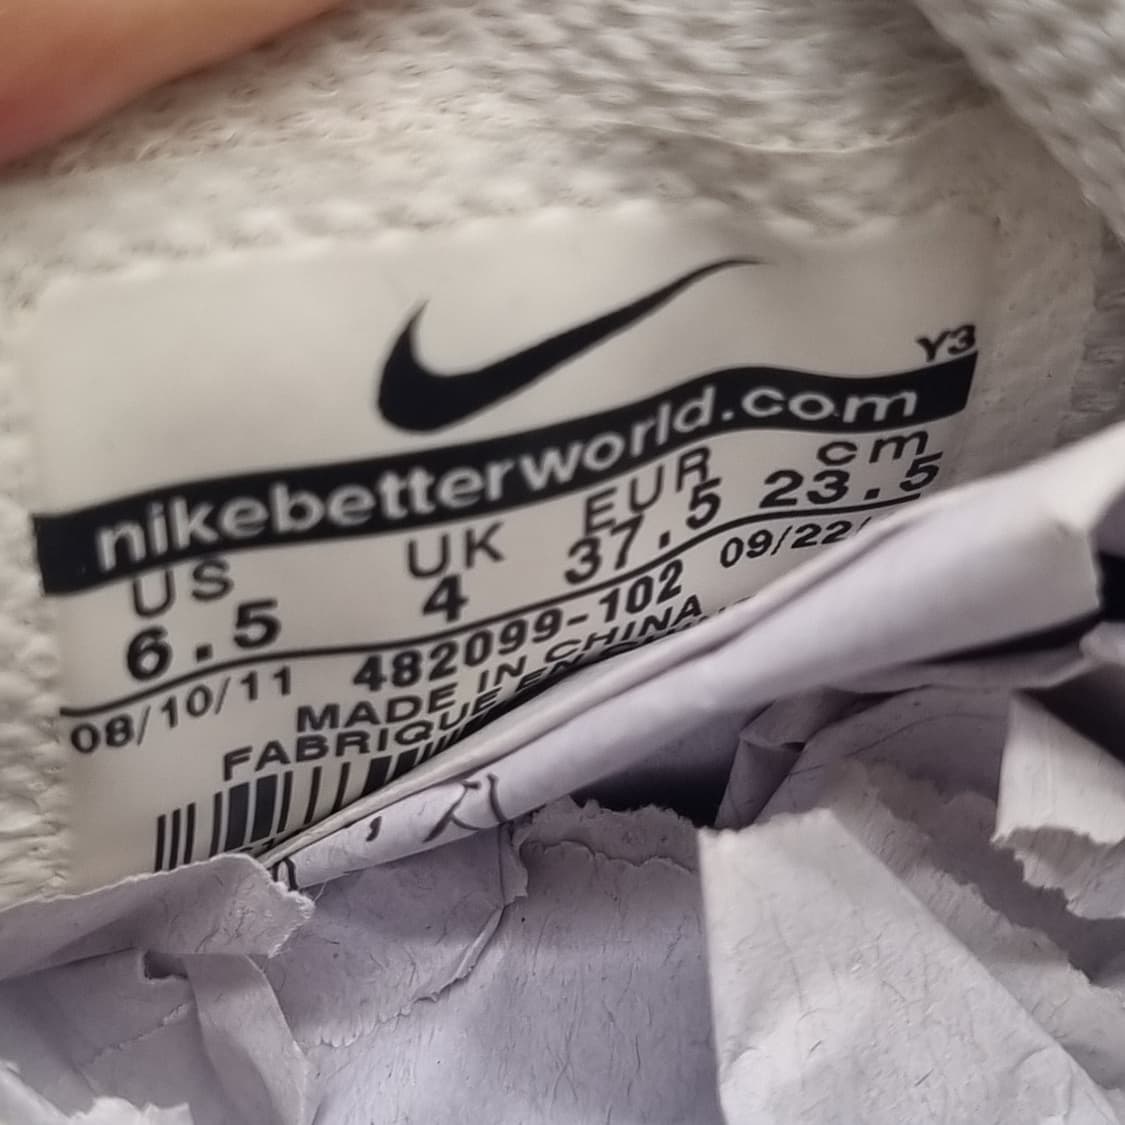 Y3
nikebetterworld.com
US UK EUR cm
6.5 4 37.5 23.5
08/10/11 482099-102 09/22/
MADE IN CHINA
FABRIQUE EN